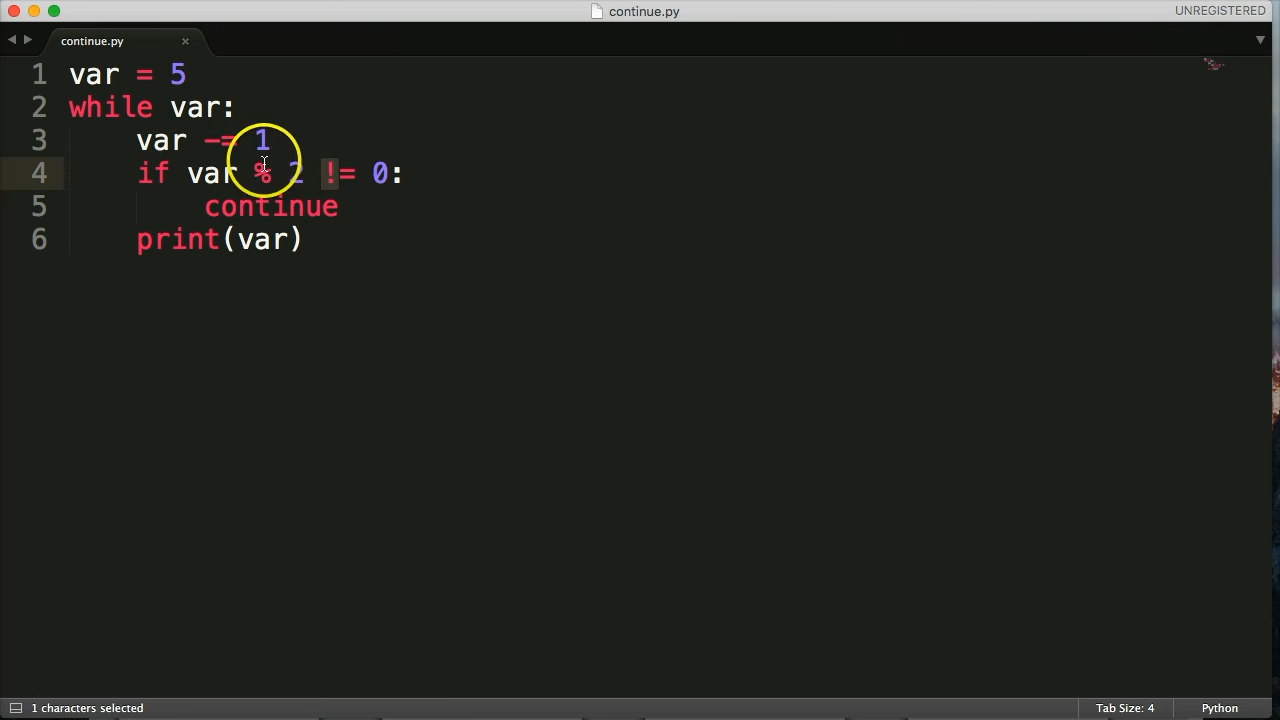 continue.py
UNREGISTERED
continue.py ×
1 var = 5
2 while var:
3 var -= 1
4 if var % 2 != 0:
5 continue
6 print(var)
1 characters selected
Tab Size: 4
Python